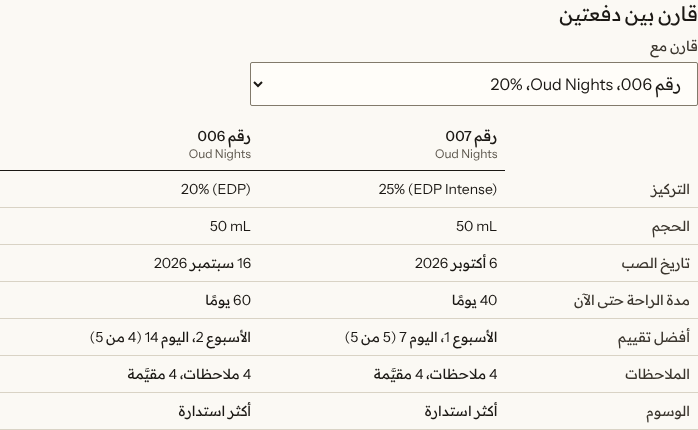 قارن بين دفعتين
قارن مع
رقم 006، Oud Nights، 20%
رقم 007 رقم 006
Oud Nights Oud Nights
التركيز 25% (EDP Intense) 20% (EDP)
الحجم 50 mL 50 mL
تاريخ الصب 6 أكتوبر 2026 16 سبتمبر 2026
مدة الراحة حتى الآن 40 يومًا 60 يومًا
أفضل تقييم الأسبوع 1، اليوم 7 (5 من 5) الأسبوع 2، اليوم 14 (4 من 5)
الملاحظات 4 ملاحظات، 4 مقيَّمة 4 ملاحظات، 4 مقيَّمة
الوسوم أكثر استدارة أكثر استدارة